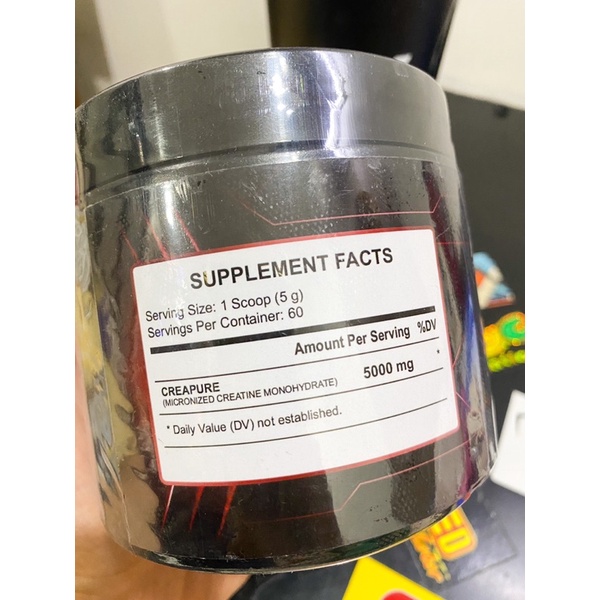 SUPPLEMENT FACTS
Serving Size: 1 Scoop (5 g)
Servings Per Container: 60
Amount Per Serving %DV
CREAPURE 5000 mg *
(MICRONIZED CREATINE MONOHYDRATE)
* Daily Value (DV) not established.